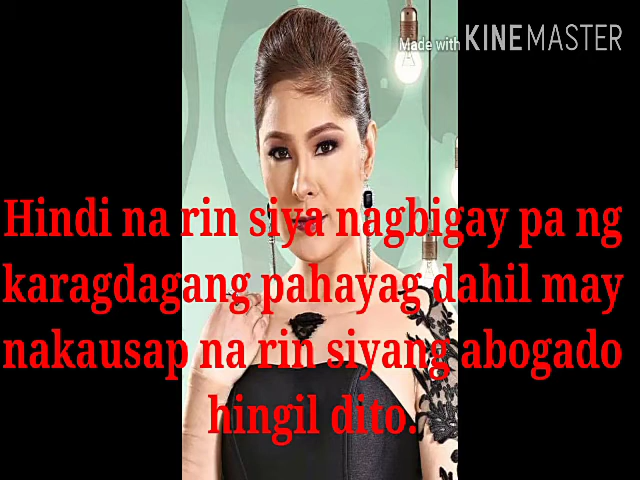 Made with KINEMASTER
Hindi na rin siya nagbigay pa ng
karagdagang pahayag dahil may
nakausap na rin siyang abogado
hingil dito.